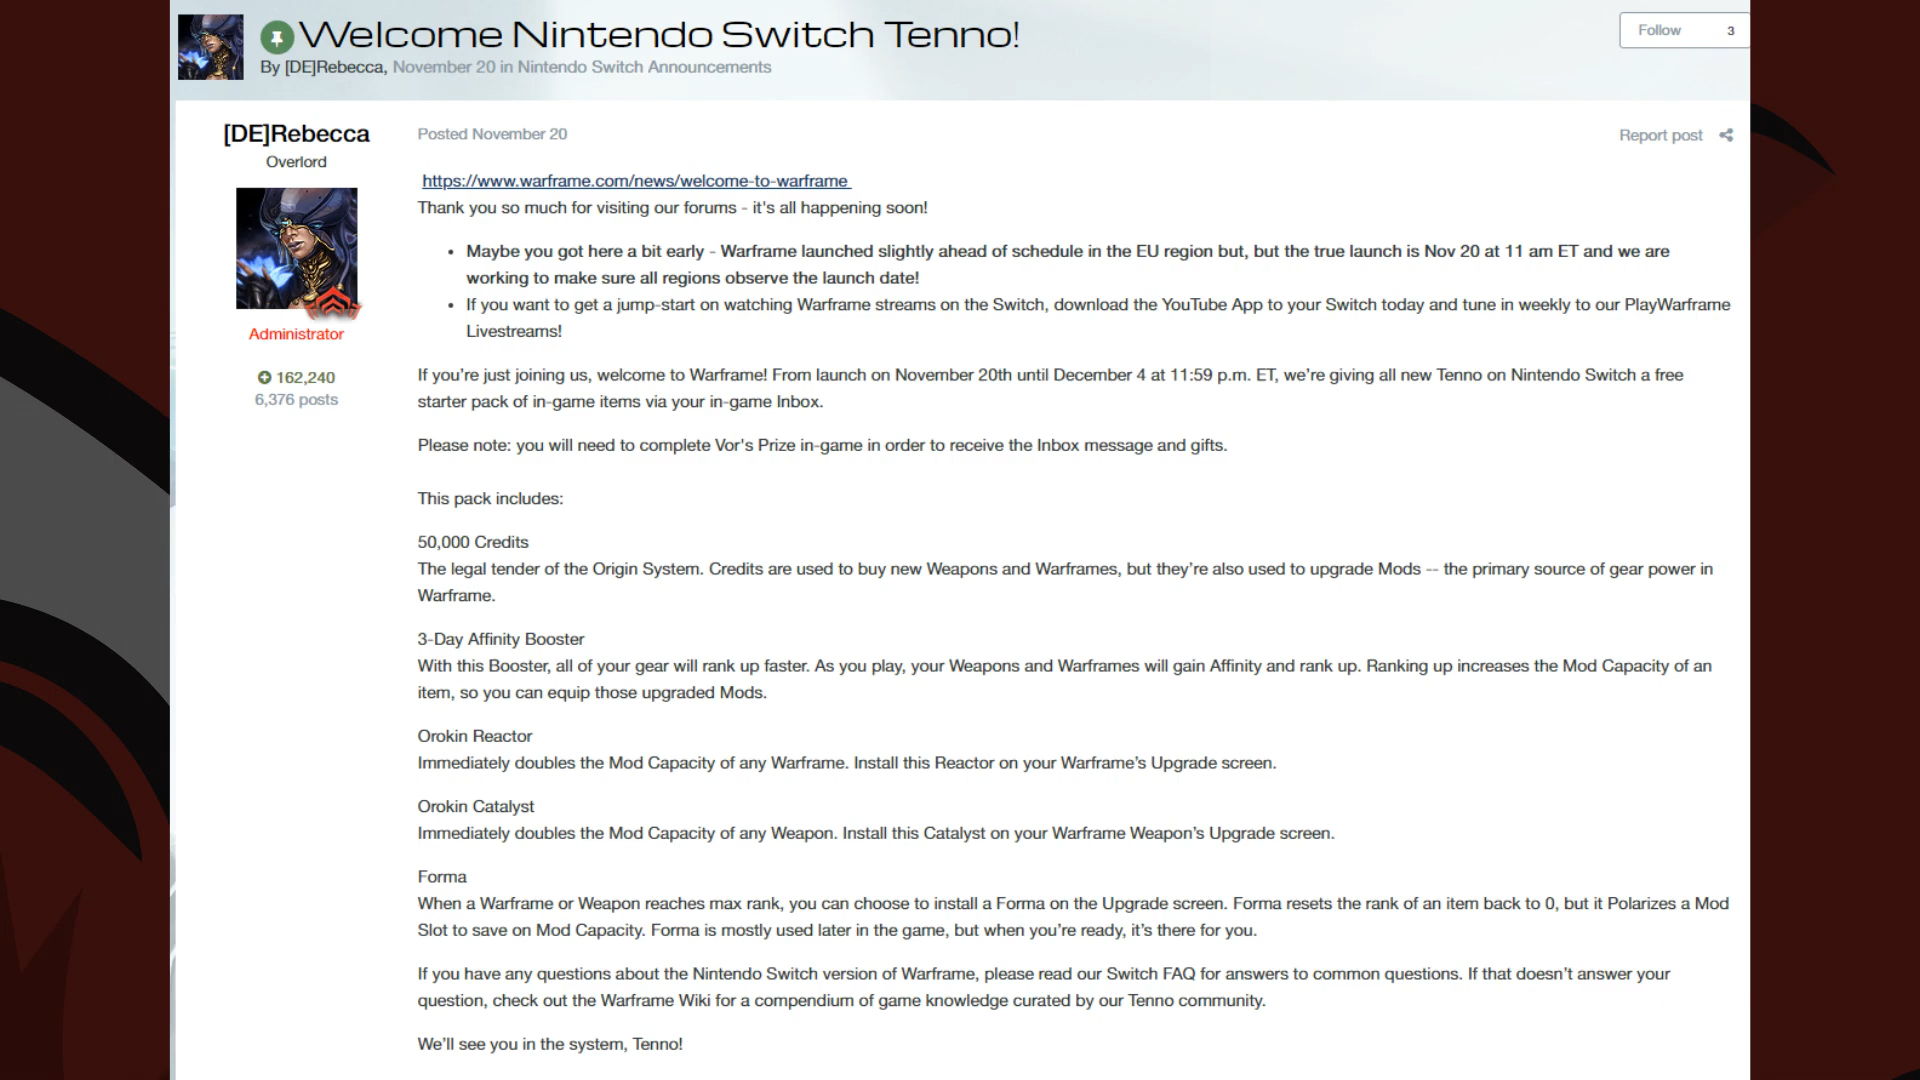 Welcome Nintendo Switch Tenno!
By [DE]Rebecca, November 20 in Nintendo Switch Announcements
Follow 3
[DE]Rebecca
Overlord
Administrator
162,240
6,376 posts
Posted November 20
Report post
https://www.warframe.com/news/welcome-to-warframe
Thank you so much for visiting our forums - it's all happening soon!
• Maybe you got here a bit early - Warframe launched slightly ahead of schedule in the EU region but, but the true launch is Nov 20 at 11 am ET and we are
working to make sure all regions observe the launch date!
• If you want to get a jump-start on watching Warframe streams on the Switch, download the YouTube App to your Switch today and tune in weekly to our PlayWarframe
Livestreams!
If you’re just joining us, welcome to Warframe! From launch on November 20th until December 4 at 11:59 p.m. ET, we’re giving all new Tenno on Nintendo Switch a free
starter pack of in-game items via your in-game Inbox.
Please note: you will need to complete Vor's Prize in-game in order to receive the Inbox message and gifts.
This pack includes:
50,000 Credits
The legal tender of the Origin System. Credits are used to buy new Weapons and Warframes, but they’re also used to upgrade Mods -- the primary source of gear power in
Warframe.
3-Day Affinity Booster
With this Booster, all of your gear will rank up faster. As you play, your Weapons and Warframes will gain Affinity and rank up. Ranking up increases the Mod Capacity of an
item, so you can equip those upgraded Mods.
Orokin Reactor
Immediately doubles the Mod Capacity of any Warframe. Install this Reactor on your Warframe’s Upgrade screen.
Orokin Catalyst
Immediately doubles the Mod Capacity of any Weapon. Install this Catalyst on your Warframe Weapon’s Upgrade screen.
Forma
When a Warframe or Weapon reaches max rank, you can choose to install a Forma on the Upgrade screen. Forma resets the rank of an item back to 0, but it Polarizes a Mod
Slot to save on Mod Capacity. Forma is mostly used later in the game, but when you’re ready, it’s there for you.
If you have any questions about the Nintendo Switch version of Warframe, please read our Switch FAQ for answers to common questions. If that doesn’t answer your
question, check out the Warframe Wiki for a compendium of game knowledge curated by our Tenno community.
We’ll see you in the system, Tenno!